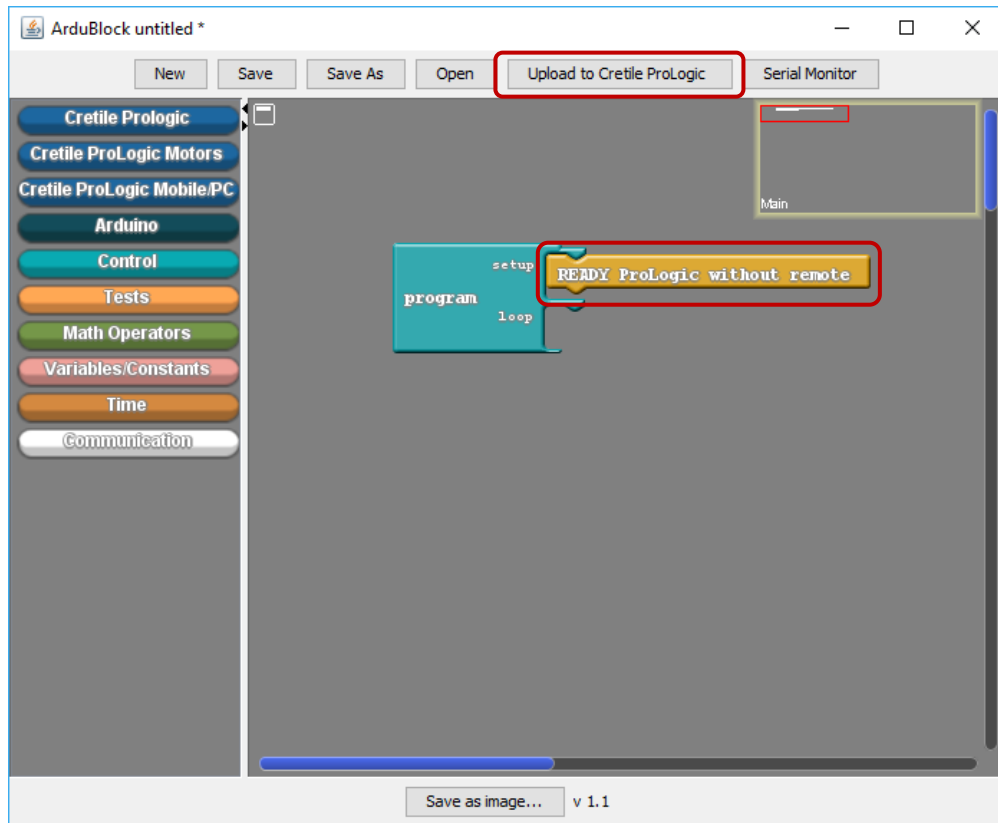 ArduBlock untitled *
New Save Save As Open Upload to Cretile ProLogic Serial Monitor
Cretile Prologic
Cretile ProLogic Motors
Cretile ProLogic Mobile/PC
Arduino
Control
Tests
Math Operators
Variables/Constants
Time
Communication
Main
setup
READY ProLogic without remote
program
loop
Save as image... v 1.1